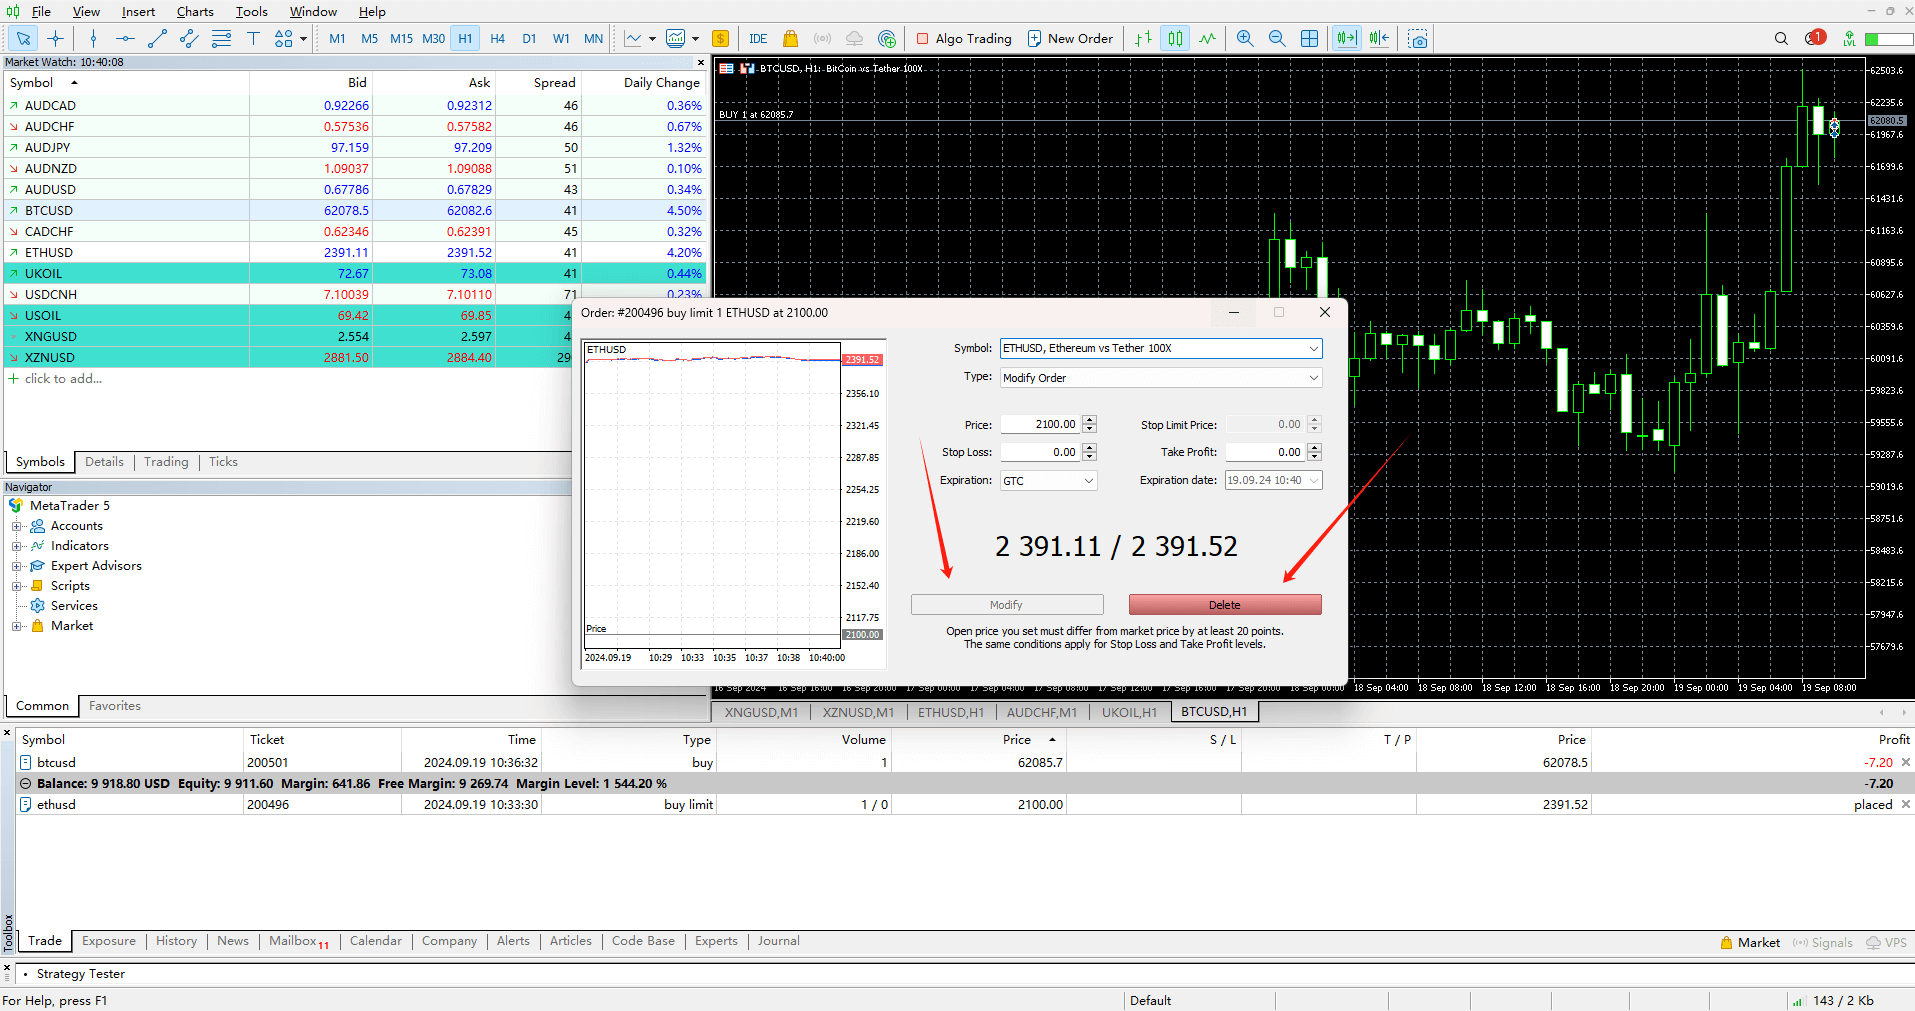 File View Insert Charts Tools Window Help
M1 M5 M15 M30 H1 H4 D1 W1 MN $ IDE Algo Trading New Order 1 LVL
Market Watch: 10:40:08
Symbol Bid Ask Spread Daily Change
AUDCAD 0.92266 0.92312 46 0.36%
AUDCHF 0.57536 0.57582 46 0.67%
AUDJPY 97.159 97.209 50 1.32%
AUDNZD 1.09037 1.09088 51 0.10%
AUDUSD 0.67786 0.67829 43 0.34%
BTCUSD 62078.5 62082.6 41 4.50%
CADCHF 0.62346 0.62391 45 0.32%
ETHUSD 2391.11 2391.52 41 4.20%
UKOIL 72.67 73.08 41 0.44%
USDCNH 7.10039 7.10110 71 0.23%
USOIL 69.42 69.85 4
XNGUSD 2.554 2.597 4
XZNUSD 2881.50 2884.40 29
click to add...
Symbols Details Trading Ticks
Navigator
MetaTrader 5
Accounts
Indicators
Expert Advisors
Scripts
Services
Market
Common Favorites
BTCUSD, H1: BitCoin vs Tether 100X
BUY 1 at 62085.7
62503.6
62235.6
62080.5
61967.6
61699.6
61431.6
61163.6
60895.6
60627.6
60359.6
60091.6
59823.6
59555.6
59287.6
59019.6
58751.6
58483.6
58215.6
57947.6
57679.6
16 Sep 2024 16 Sep 16:00 16 Sep 20:00 17 Sep 00:00 17 Sep 04:00 17 Sep 08:00 17 Sep 12:00 17 Sep 16:00 17 Sep 20:00 18 Sep 00:00 18 Sep 04:00 18 Sep 08:00 18 Sep 12:00 18 Sep 16:00 18 Sep 20:00 19 Sep 00:00 19 Sep 04:00 19 Sep 08:00
XNGUSD,M1 XZNUSD,M1 ETHUSD,H1 AUDCHF,M1 UKOIL,H1 BTCUSD,H1
Order: #200496 buy limit 1 ETHUSD at 2100.00
ETHUSD
2391.52
2356.10
2321.45
2287.85
2254.25
2219.60
2186.00
2152.40
2117.75
Price
2100.00
2024.09.19 10:29 10:33 10:35 10:37 10:38 10:40:00
Symbol: ETHUSD, Ethereum vs Tether 100X
Type: Modify Order
Price: 2100.00 Stop Limit Price: 0.00
Stop Loss: 0.00 Take Profit: 0.00
Expiration: GTC Expiration date: 19.09.24 10:40
2 391.11 / 2 391.52
Modify Delete
Open price you set must differ from market price by at least 20 points.
The same conditions apply for Stop Loss and Take Profit levels.
Symbol Ticket Time Type Volume Price S / L T / P Price Profit
btcusd 200501 2024.09.19 10:36:32 buy 1 62085.7 62078.5 -7.20
Balance: 9 918.80 USD Equity: 9 911.60 Margin: 641.86 Free Margin: 9 269.74 Margin Level: 1 544.20 % -7.20
ethusd 200496 2024.09.19 10:33:30 buy limit 1 / 0 2100.00 2391.52 placed
Toolbox
Trade Exposure History News Mailbox 11 Calendar Company Alerts Articles Code Base Experts Journal Market Signals VPS
Strategy Tester
For Help, press F1 Default 143 / 2 Kb